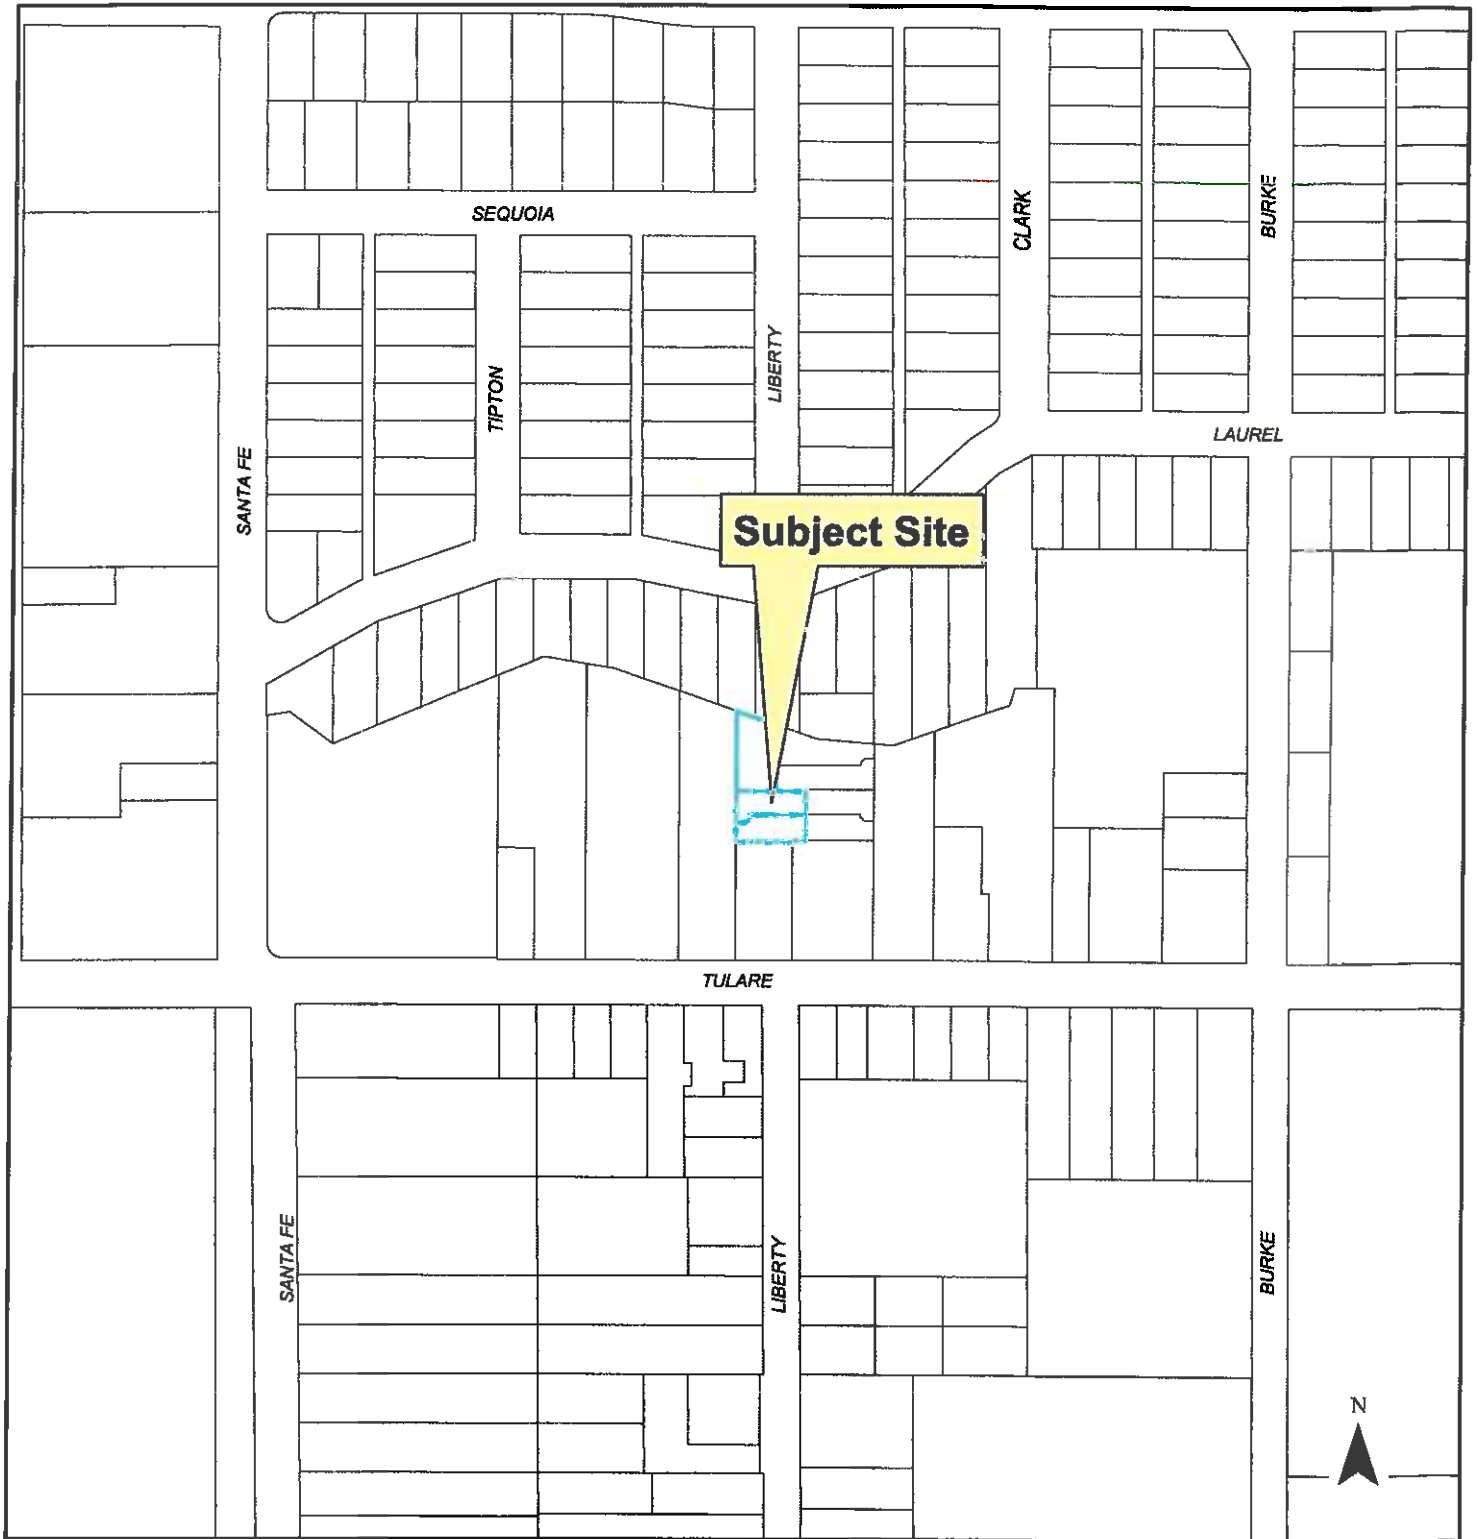 SEQUOIA
CLARK
BURKE
LIBERTY
TIPTON
LAUREL
SANTA FE
Subject Site
TULARE
SANTA FE
LIBERTY
BURKE
N